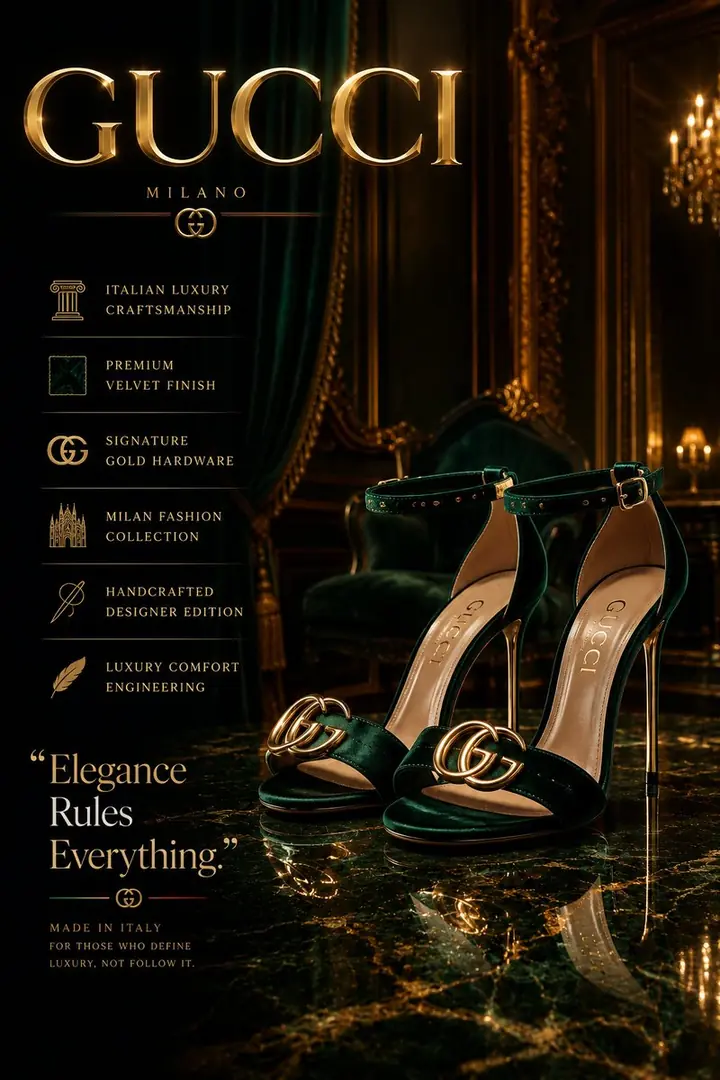 GUCCI
MILANO
ITALIAN LUXURY
CRAFTSMANSHIP
PREMIUM
VELVET FINISH
SIGNATURE
GOLD HARDWARE
MILAN FASHION
COLLECTION
HANDCRAFTED
DESIGNER EDITION
LUXURY COMFORT
ENGINEERING
“Elegance
Rules
Everything.”
MADE IN ITALY
FOR THOSE WHO DEFINE
LUXURY, NOT FOLLOW IT.
GUCCI
GUCCI